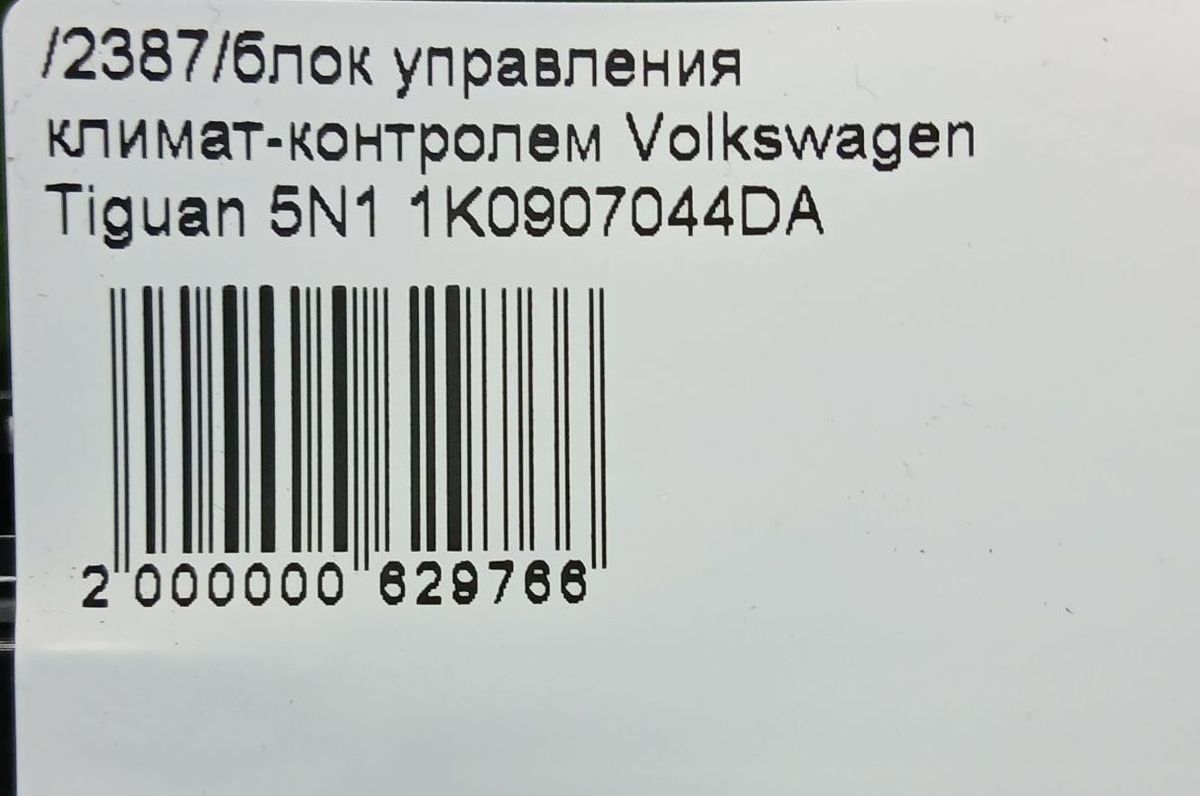 /2387/блок управления
климат-контролем Volkswagen
Tiguan 5N1 1K0907044DA
2 000000 629766